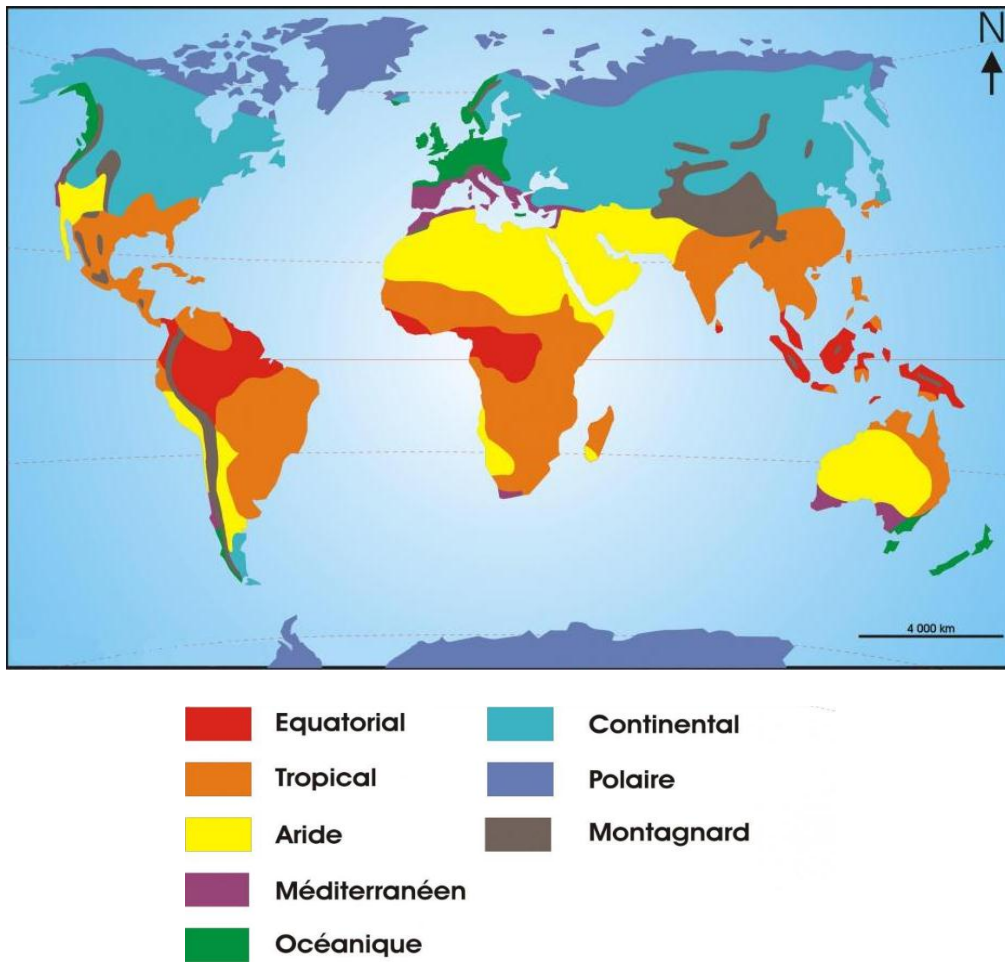 N
4 000 km
Equatorial
Continental
Tropical
Polaire
Aride
Montagnard
Méditerranéen
Océanique